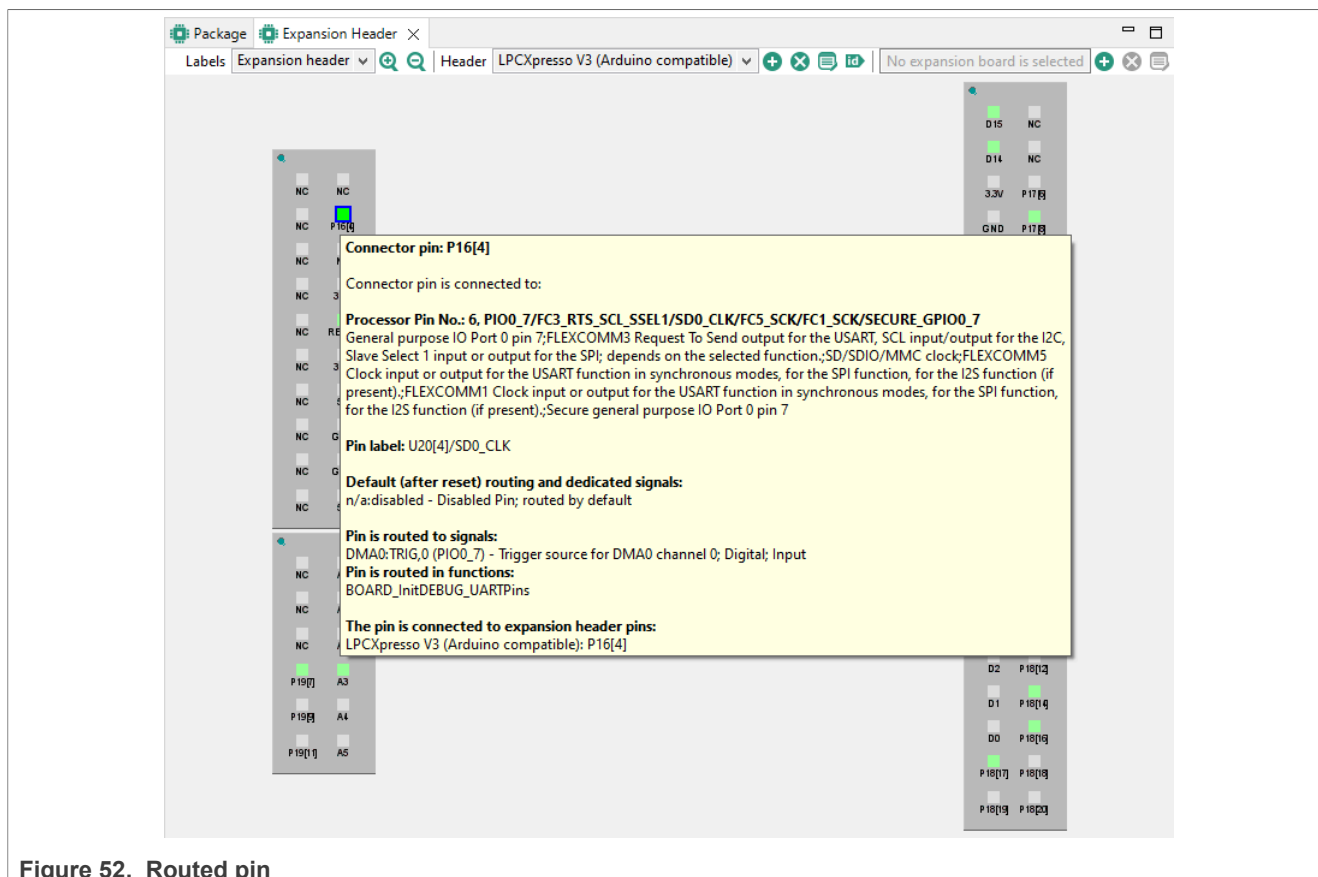 Package Expansion Header
Labels Expansion header Header LPCXpresso V3 (Arduino compatible) id No expansion board is selected
D15 NC
D14 NC
3.3V P17[6]
GND P17[8]
NC NC
NC P16[4]
NC
NC
NC
NC
NC
NC
NC
NC
Connector pin: P16[4]
Connector pin is connected to:
Processor Pin No.: 6, PIO0_7/FC3_RTS_SCL_SSEL1/SD0_CLK/FC5_SCK/FC1_SCK/SECURE_GPIO0_7
General purpose IO Port 0 pin 7;FLEXCOMM3 Request To Send output for the USART, SCL input/output for the I2C,
Slave Select 1 input or output for the SPI; depends on the selected function.;SD/SDIO/MMC clock;FLEXCOMM5
Clock input or output for the USART function in synchronous modes, for the SPI function, for the I2S function (if
present).;FLEXCOMM1 Clock input or output for the USART function in synchronous modes, for the SPI function,
for the I2S function (if present).;Secure general purpose IO Port 0 pin 7
Pin label: U20[4]/SD0_CLK
Default (after reset) routing and dedicated signals:
n/a:disabled - Disabled Pin; routed by default
Pin is routed to signals:
DMA0:TRIG,0 (PIO0_7) - Trigger source for DMA0 channel 0; Digital; Input
Pin is routed in functions:
BOARD_InitDEBUG_UARTPins
The pin is connected to expansion header pins:
LPCXpresso V3 (Arduino compatible): P16[4]
NC
NC
NC
P19[7] A3
P19[9] A4
P19[11] A5
D2 P18[12]
D1 P18[14]
D0 P18[16]
P18[17] P18[18]
P18[19] P18[20]
Figure 52. Routed pin